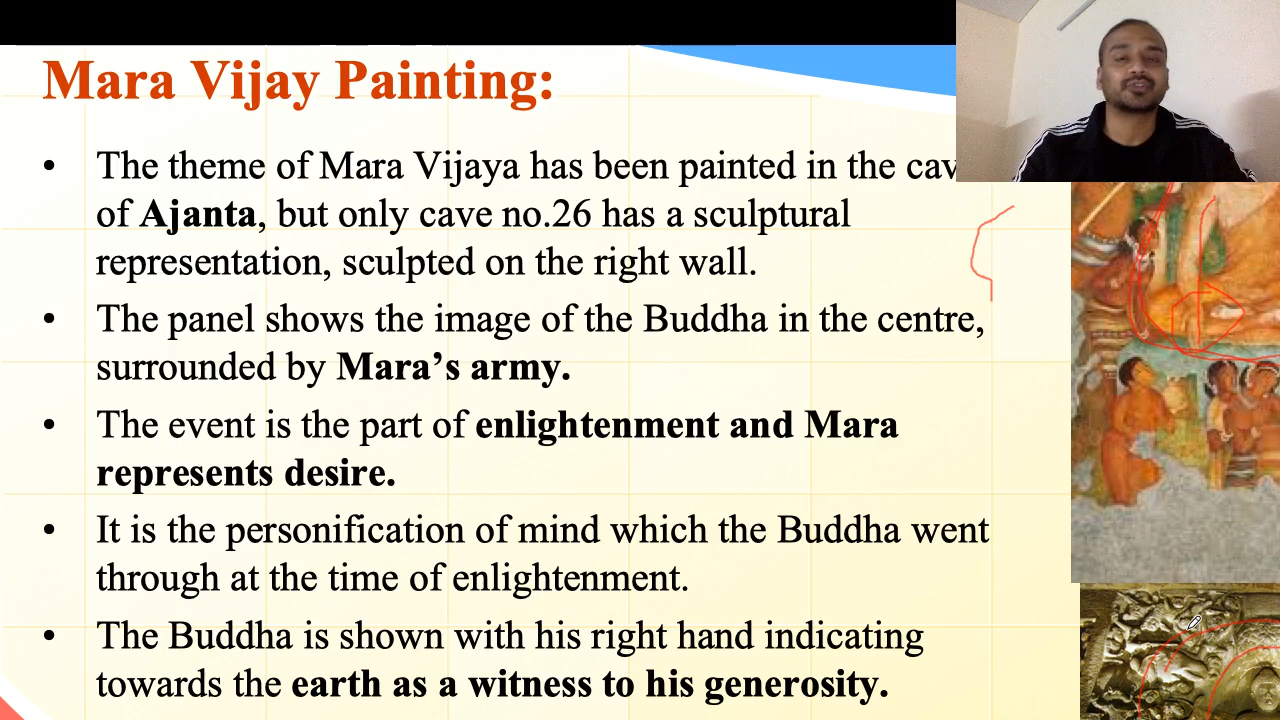 Mara Vijay Painting:
• The theme of Mara Vijaya has been painted in the
of Ajanta, but only cave no.26 has a sculptural
representation, sculpted on the right wall.
• The panel shows the image of the Buddha in the centre,
surrounded by Mara’s army.
• The event is the part of enlightenment and Mara
represents desire.
• It is the personification of mind which the Buddha went
through at the time of enlightenment.
• The Buddha is shown with his right hand indicating
towards the earth as a witness to his generosity.